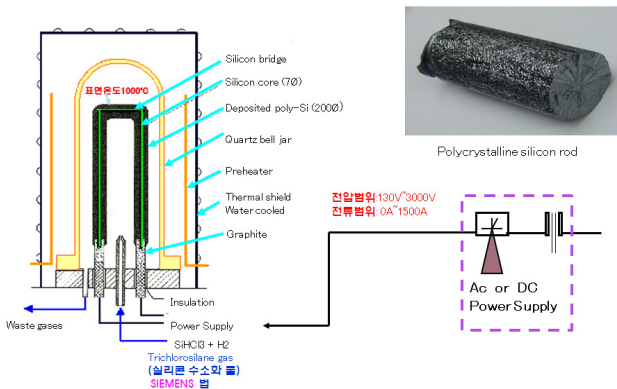 Silicon bridge
Silicon core (7Ø)
표면온도1000℃
Deposited poly-Si (200Ø)
Quartz bell jar
Preheater
Thermal shield
Water cooled
Graphite
Insulation
Waste gases
Power Supply
SiHCl3 + H2
Trichlorosilane gas
(실리콘 수소화 물)
SIEMENS 법
Polycrystalline silicon rod
전압범위:130V~3000V
전류범위: 0A~1500A
Ac or DC
Power Supply